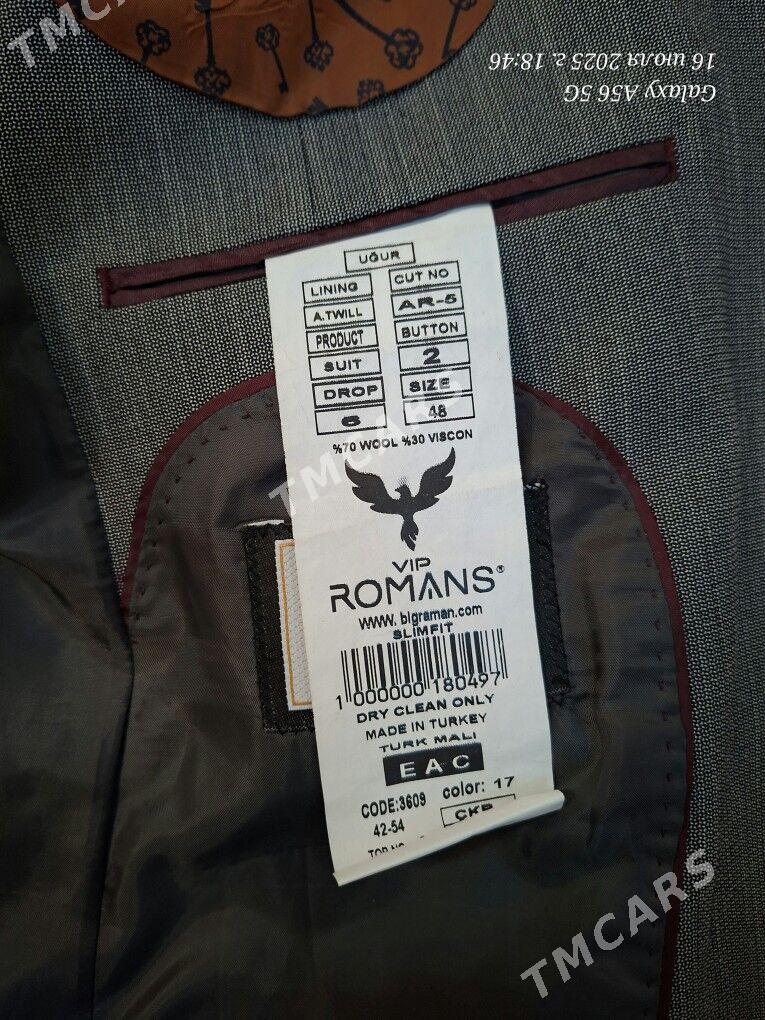 TMCARS
Galaxy A56 5G
16 июля 2025 г. 18:46
UĞUR
LINING
CUT NO
A.TWILL
AR-5
PRODUCT
BUTTON
SUIT
2
DROP
SIZE
6
48
%70 WOOL %30 VISCON
TMCARS
VIP
ROMANS®
WWW. bigraman.com
SLIMFIT
1 000000 180497
DRY CLEAN ONLY
MADE IN TURKEY
TURK MALI
EAC
CODE:3609 color: 17
42-54
TMCARS